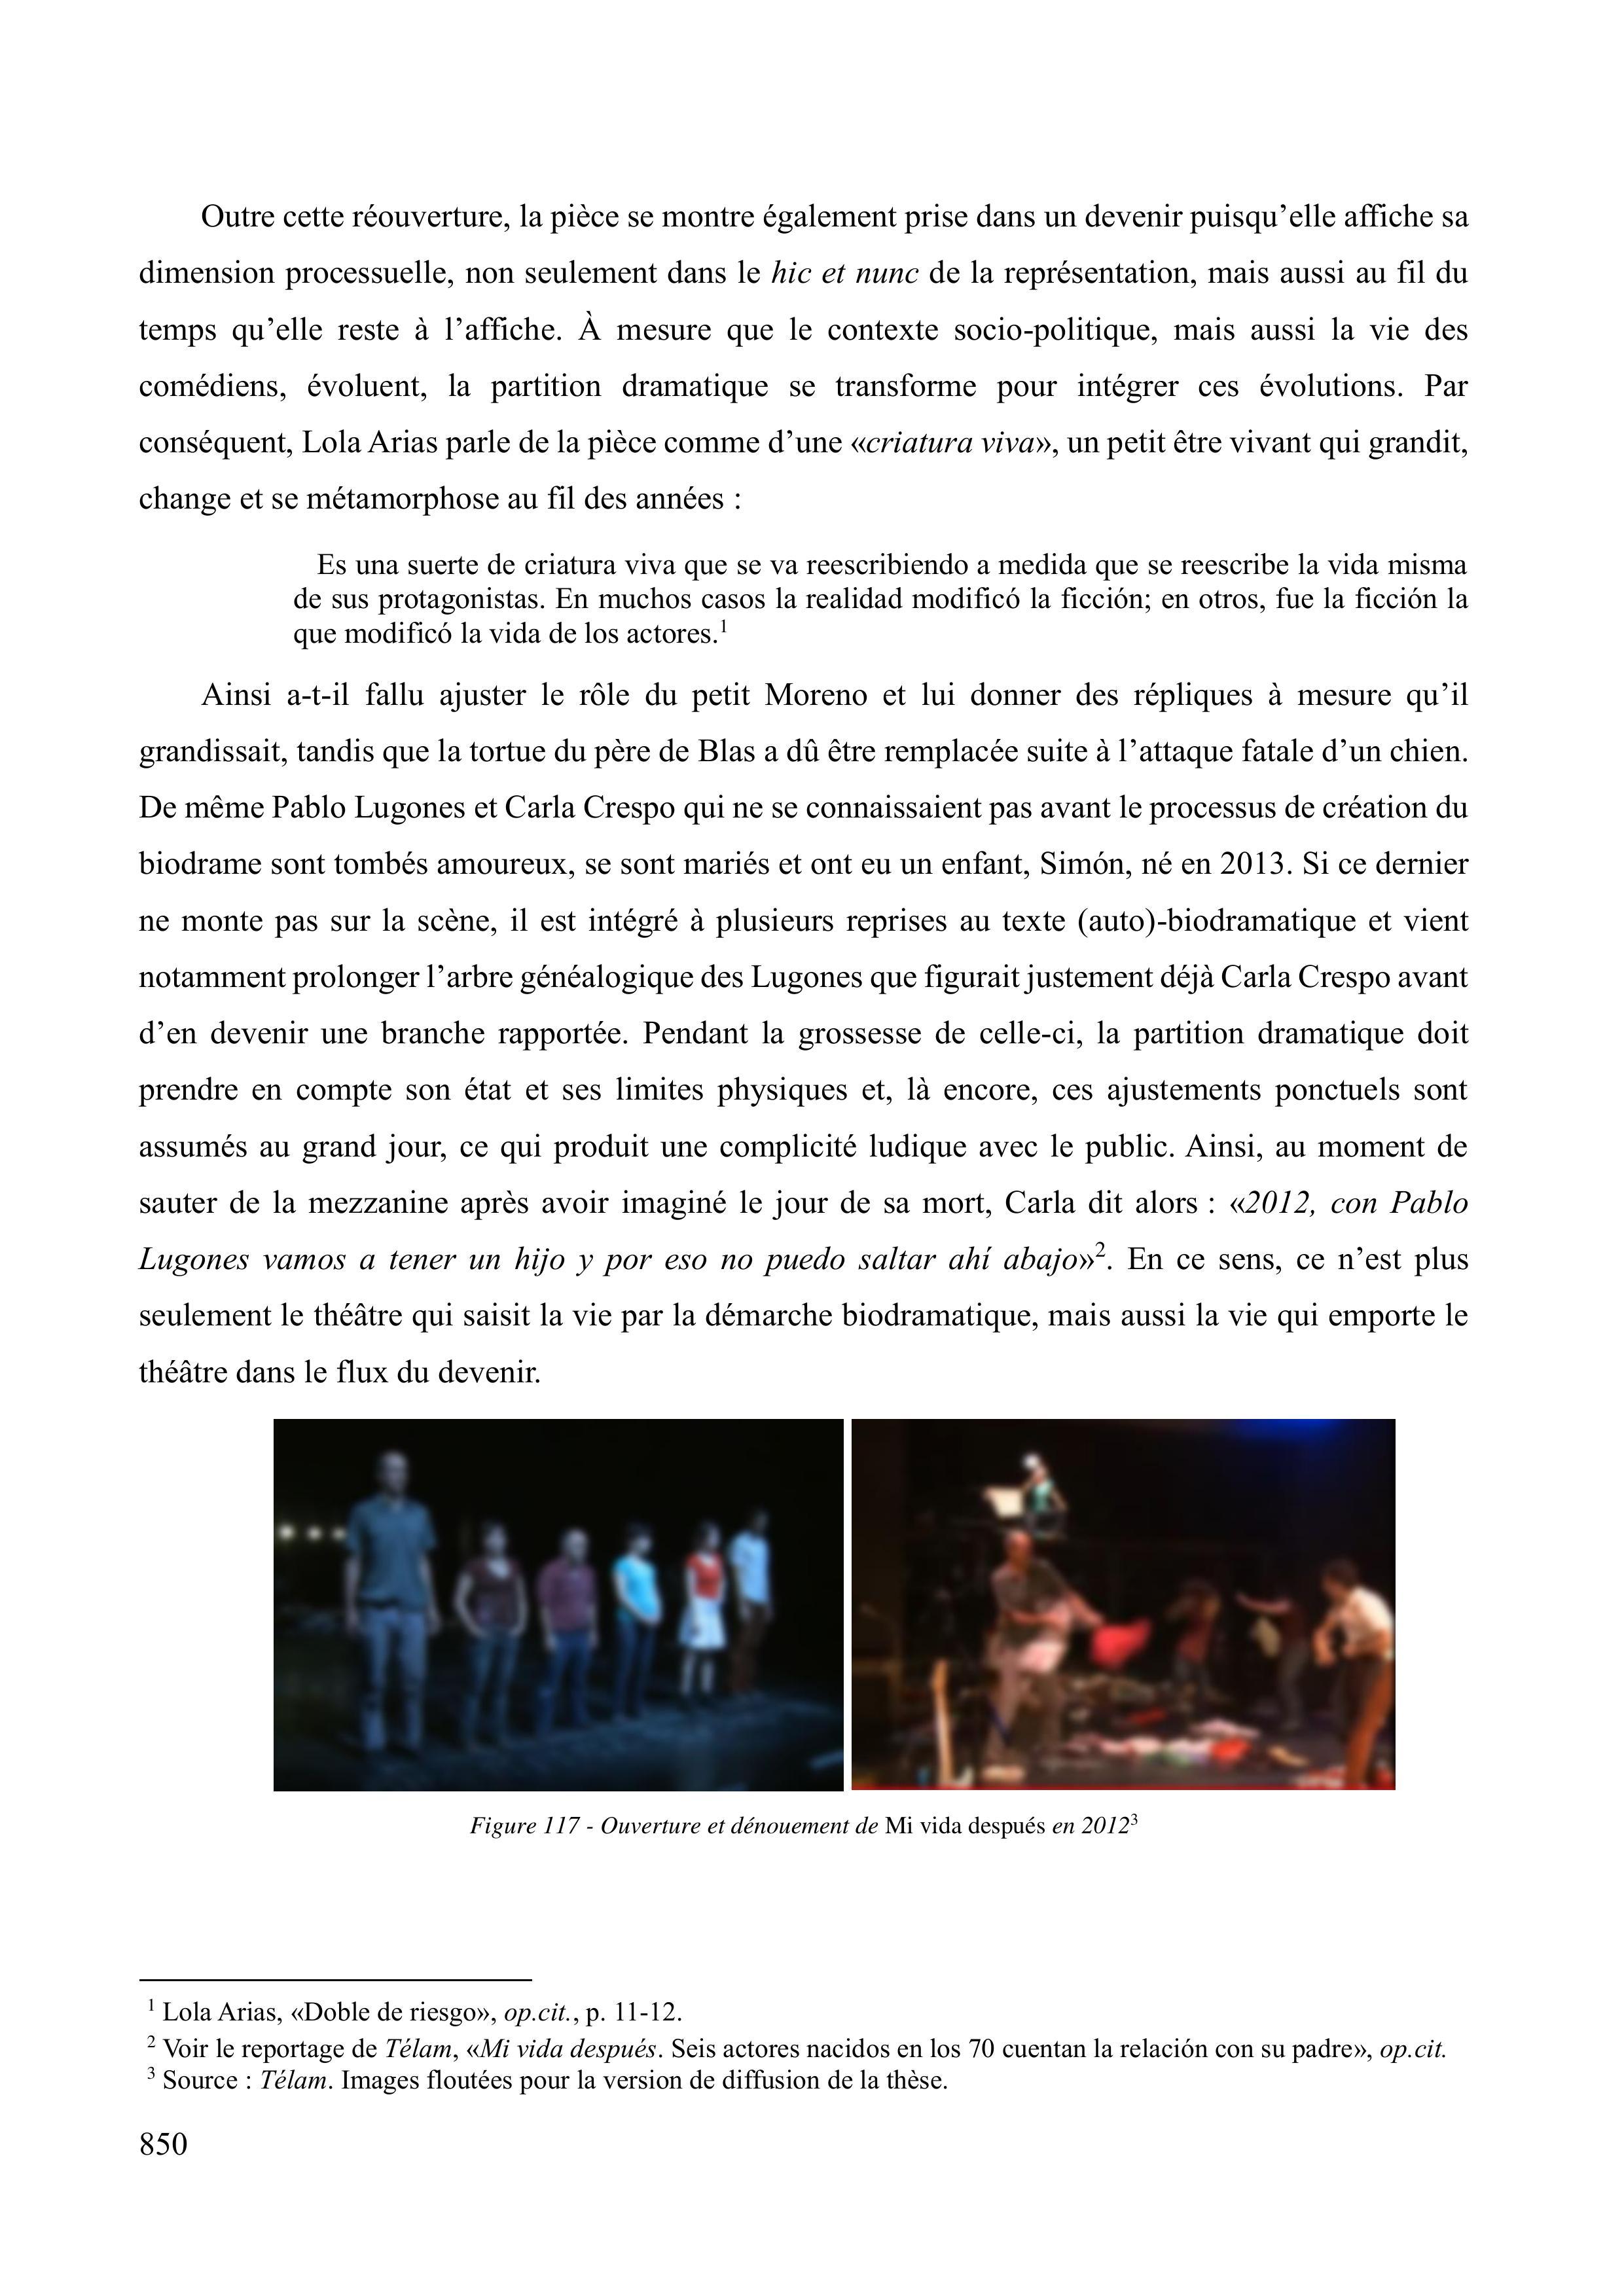 Outre cette réouverture, la pièce se montre également prise dans un devenir puisqu’elle affiche sa
dimension processuelle, non seulement dans le hic et nunc de la représentation, mais aussi au fil du
temps qu’elle reste à l’affiche. À mesure que le contexte socio-politique, mais aussi la vie des
comédiens, évoluent, la partition dramatique se transforme pour intégrer ces évolutions. Par
conséquent, Lola Arias parle de la pièce comme d’une «criatura viva», un petit être vivant qui grandit,
change et se métamorphose au fil des années :
Es una suerte de criatura viva que se va reescribiendo a medida que se reescribe la vida misma
de sus protagonistas. En muchos casos la realidad modificó la ficción; en otros, fue la ficción la
que modificó la vida de los actores.1
Ainsi a-t-il fallu ajuster le rôle du petit Moreno et lui donner des répliques à mesure qu’il
grandissait, tandis que la tortue du père de Blas a dû être remplacée suite à l’attaque fatale d’un chien.
De même Pablo Lugones et Carla Crespo qui ne se connaissaient pas avant le processus de création du
biodrame sont tombés amoureux, se sont mariés et ont eu un enfant, Simón, né en 2013. Si ce dernier
ne monte pas sur la scène, il est intégré à plusieurs reprises au texte (auto)-biodramatique et vient
notamment prolonger l’arbre généalogique des Lugones que figurait justement déjà Carla Crespo avant
d’en devenir une branche rapportée. Pendant la grossesse de celle-ci, la partition dramatique doit
prendre en compte son état et ses limites physiques et, là encore, ces ajustements ponctuels sont
assumés au grand jour, ce qui produit une complicité ludique avec le public. Ainsi, au moment de
sauter de la mezzanine après avoir imaginé le jour de sa mort, Carla dit alors : «2012, con Pablo
Lugones vamos a tener un hijo y por eso no puedo saltar ahí abajo»2. En ce sens, ce n’est plus
seulement le théâtre qui saisit la vie par la démarche biodramatique, mais aussi la vie qui emporte le
théâtre dans le flux du devenir.
Figure 117 - Ouverture et dénouement de Mi vida después en 20123
1 Lola Arias, «Doble de riesgo», op.cit., p. 11-12.
2 Voir le reportage de Télam, «Mi vida después. Seis actores nacidos en los 70 cuentan la relación con su padre», op.cit.
3 Source : Télam. Images floutées pour la version de diffusion de la thèse.
850